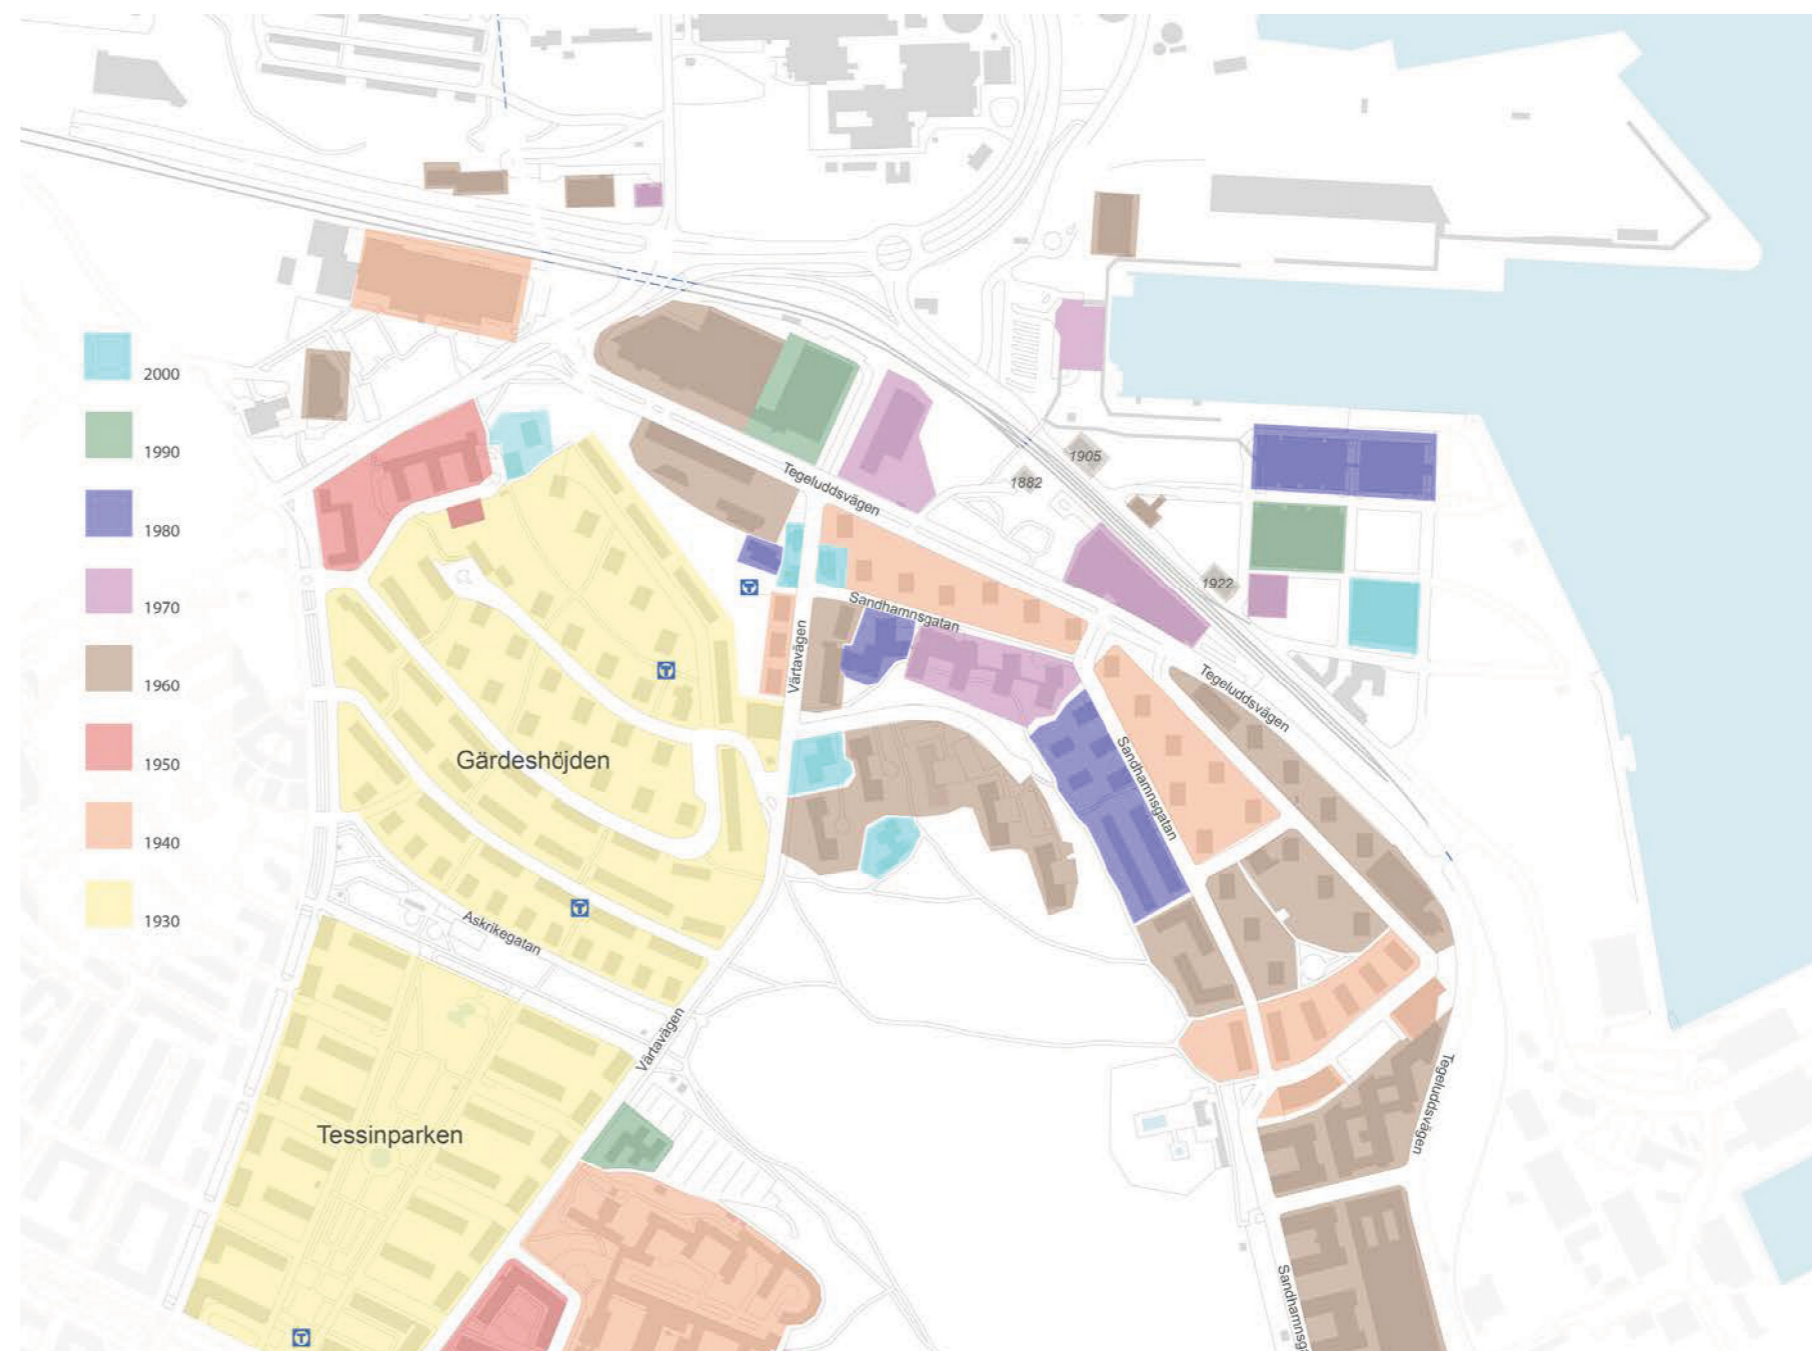 2000
1990
1980
1970
1960
1950
1940
1930
1905
1882
1922
Tegeluddsvägen
Sandhamnsgatan
Värtavägen
Tegeluddsvägen
Sandhamnsgatan
Gärdeshöjden
Askrikegatan
Värtavägen
Tessinparken
Tegeluddsvägen
Sandhamnsga
T
T
T
T